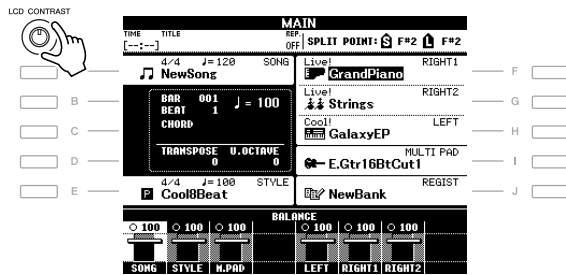 LCD CONTRAST
MAIN
TIME TITLE REP.
[--:--] OFF SPLIT POINT: S F#2 L F#2
4/4 ♩=120 SONG
NewSong
Live! RIGHT1
GrandPiano
F
B
BAR 001 ♩ = 100
BEAT 1
CHORD
TRANSPOSE U.OCTAVE
0 0
Live! RIGHT2
Strings
G
C
Cool! LEFT
GalaxyEP
H
D
MULTI PAD
E.Gtr16BtCut1
I
E
4/4 ♩=100 STYLE
P Cool8Beat
REGIST
NewBank
J
BALANCE
100 100 100 100 100 100
SONG STYLE M.PAD LEFT RIGHT1 RIGHT2